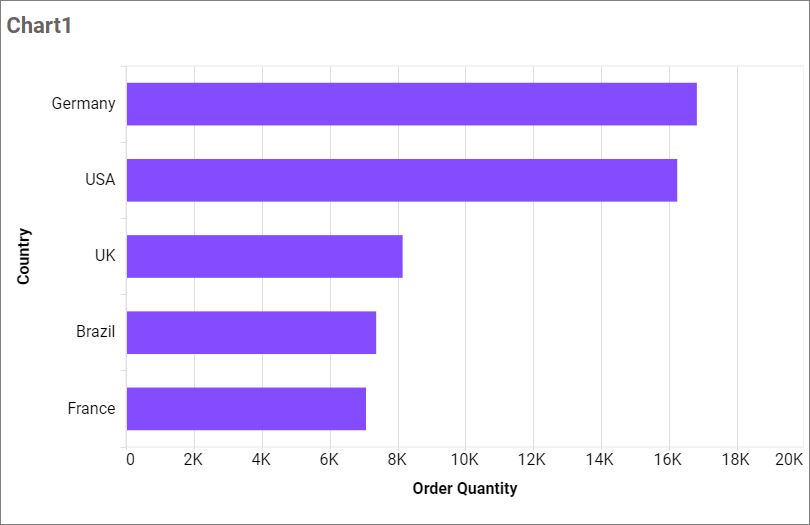 Chart1
Country
Germany
USA
UK
Brazil
France
0 2K 4K 6K 8K 10K 12K 14K 16K 18K 20K
Order Quantity